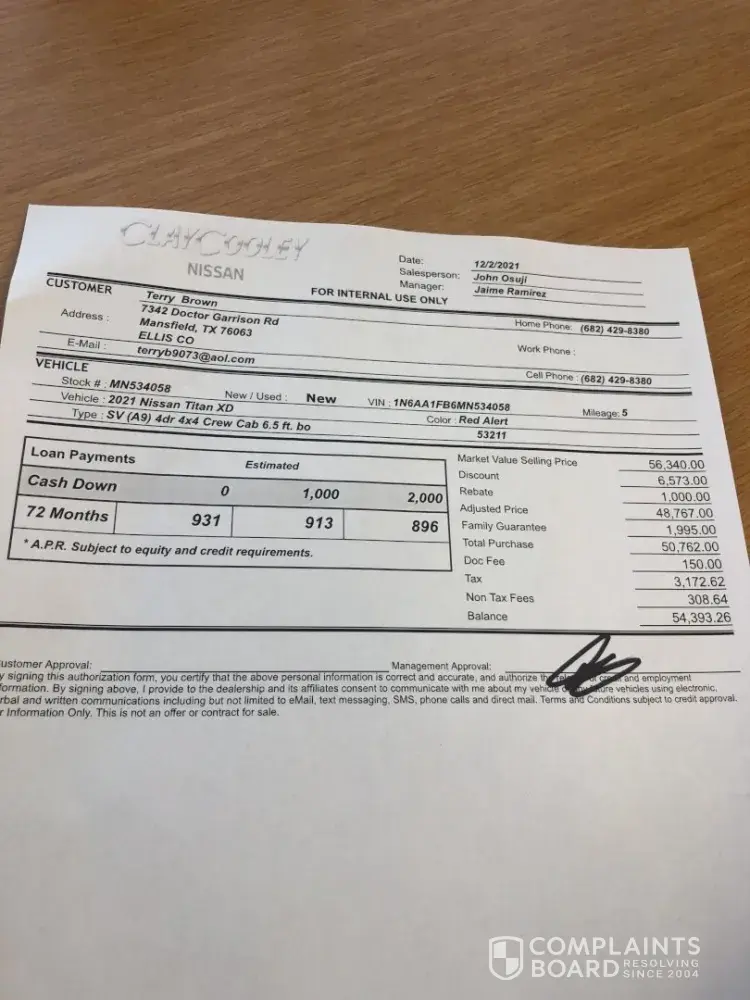 CLAY COOLEY
NISSAN
Date: 12/2/2021
Salesperson: John Osuji
Manager: Jaime Ramirez
FOR INTERNAL USE ONLY
CUSTOMER
Terry Brown
Address : 7342 Doctor Garrison Rd
Mansfield, TX 76063
ELLIS CO
E-Mail : terryb9073@aol.com
Home Phone: (682) 429-8380
Work Phone :
Cell Phone : (682) 429-8380
VEHICLE
Stock # : MN534058 New / Used : New VIN : 1N6AA1FB6MN534058 Mileage: 5
Vehicle : 2021 Nissan Titan XD Color : Red Alert
Type : SV (A9) 4dr 4x4 Crew Cab 6.5 ft. bo 53211
Loan Payments Estimated
Cash Down 0 1,000 2,000
72 Months 931 913 896
* A.P.R. Subject to equity and credit requirements.
Market Value Selling Price 56,340.00
Discount 6,573.00
Rebate 1,000.00
Adjusted Price 48,767.00
Family Guarantee 1,995.00
Total Purchase 50,762.00
Doc Fee 150.00
Tax 3,172.62
Non Tax Fees 308.64
Balance 54,393.26
ustomer Approval: Management Approval:
y signing this authorization form, you certify that the above personal information is correct and accurate, and authorize the of credit and employment
formation. By signing above, I provide to the dealership and its affiliates consent to communicate with me about my vehicle vehicles using electronic,
rbal and written communications including but not limited to eMail, text messaging, SMS, phone calls and direct mail. Terms and Conditions subject to credit approval.
r Information Only. This is not an offer or contract for sale.
COMPLAINTS
BOARD RESOLVING
SINCE 2004